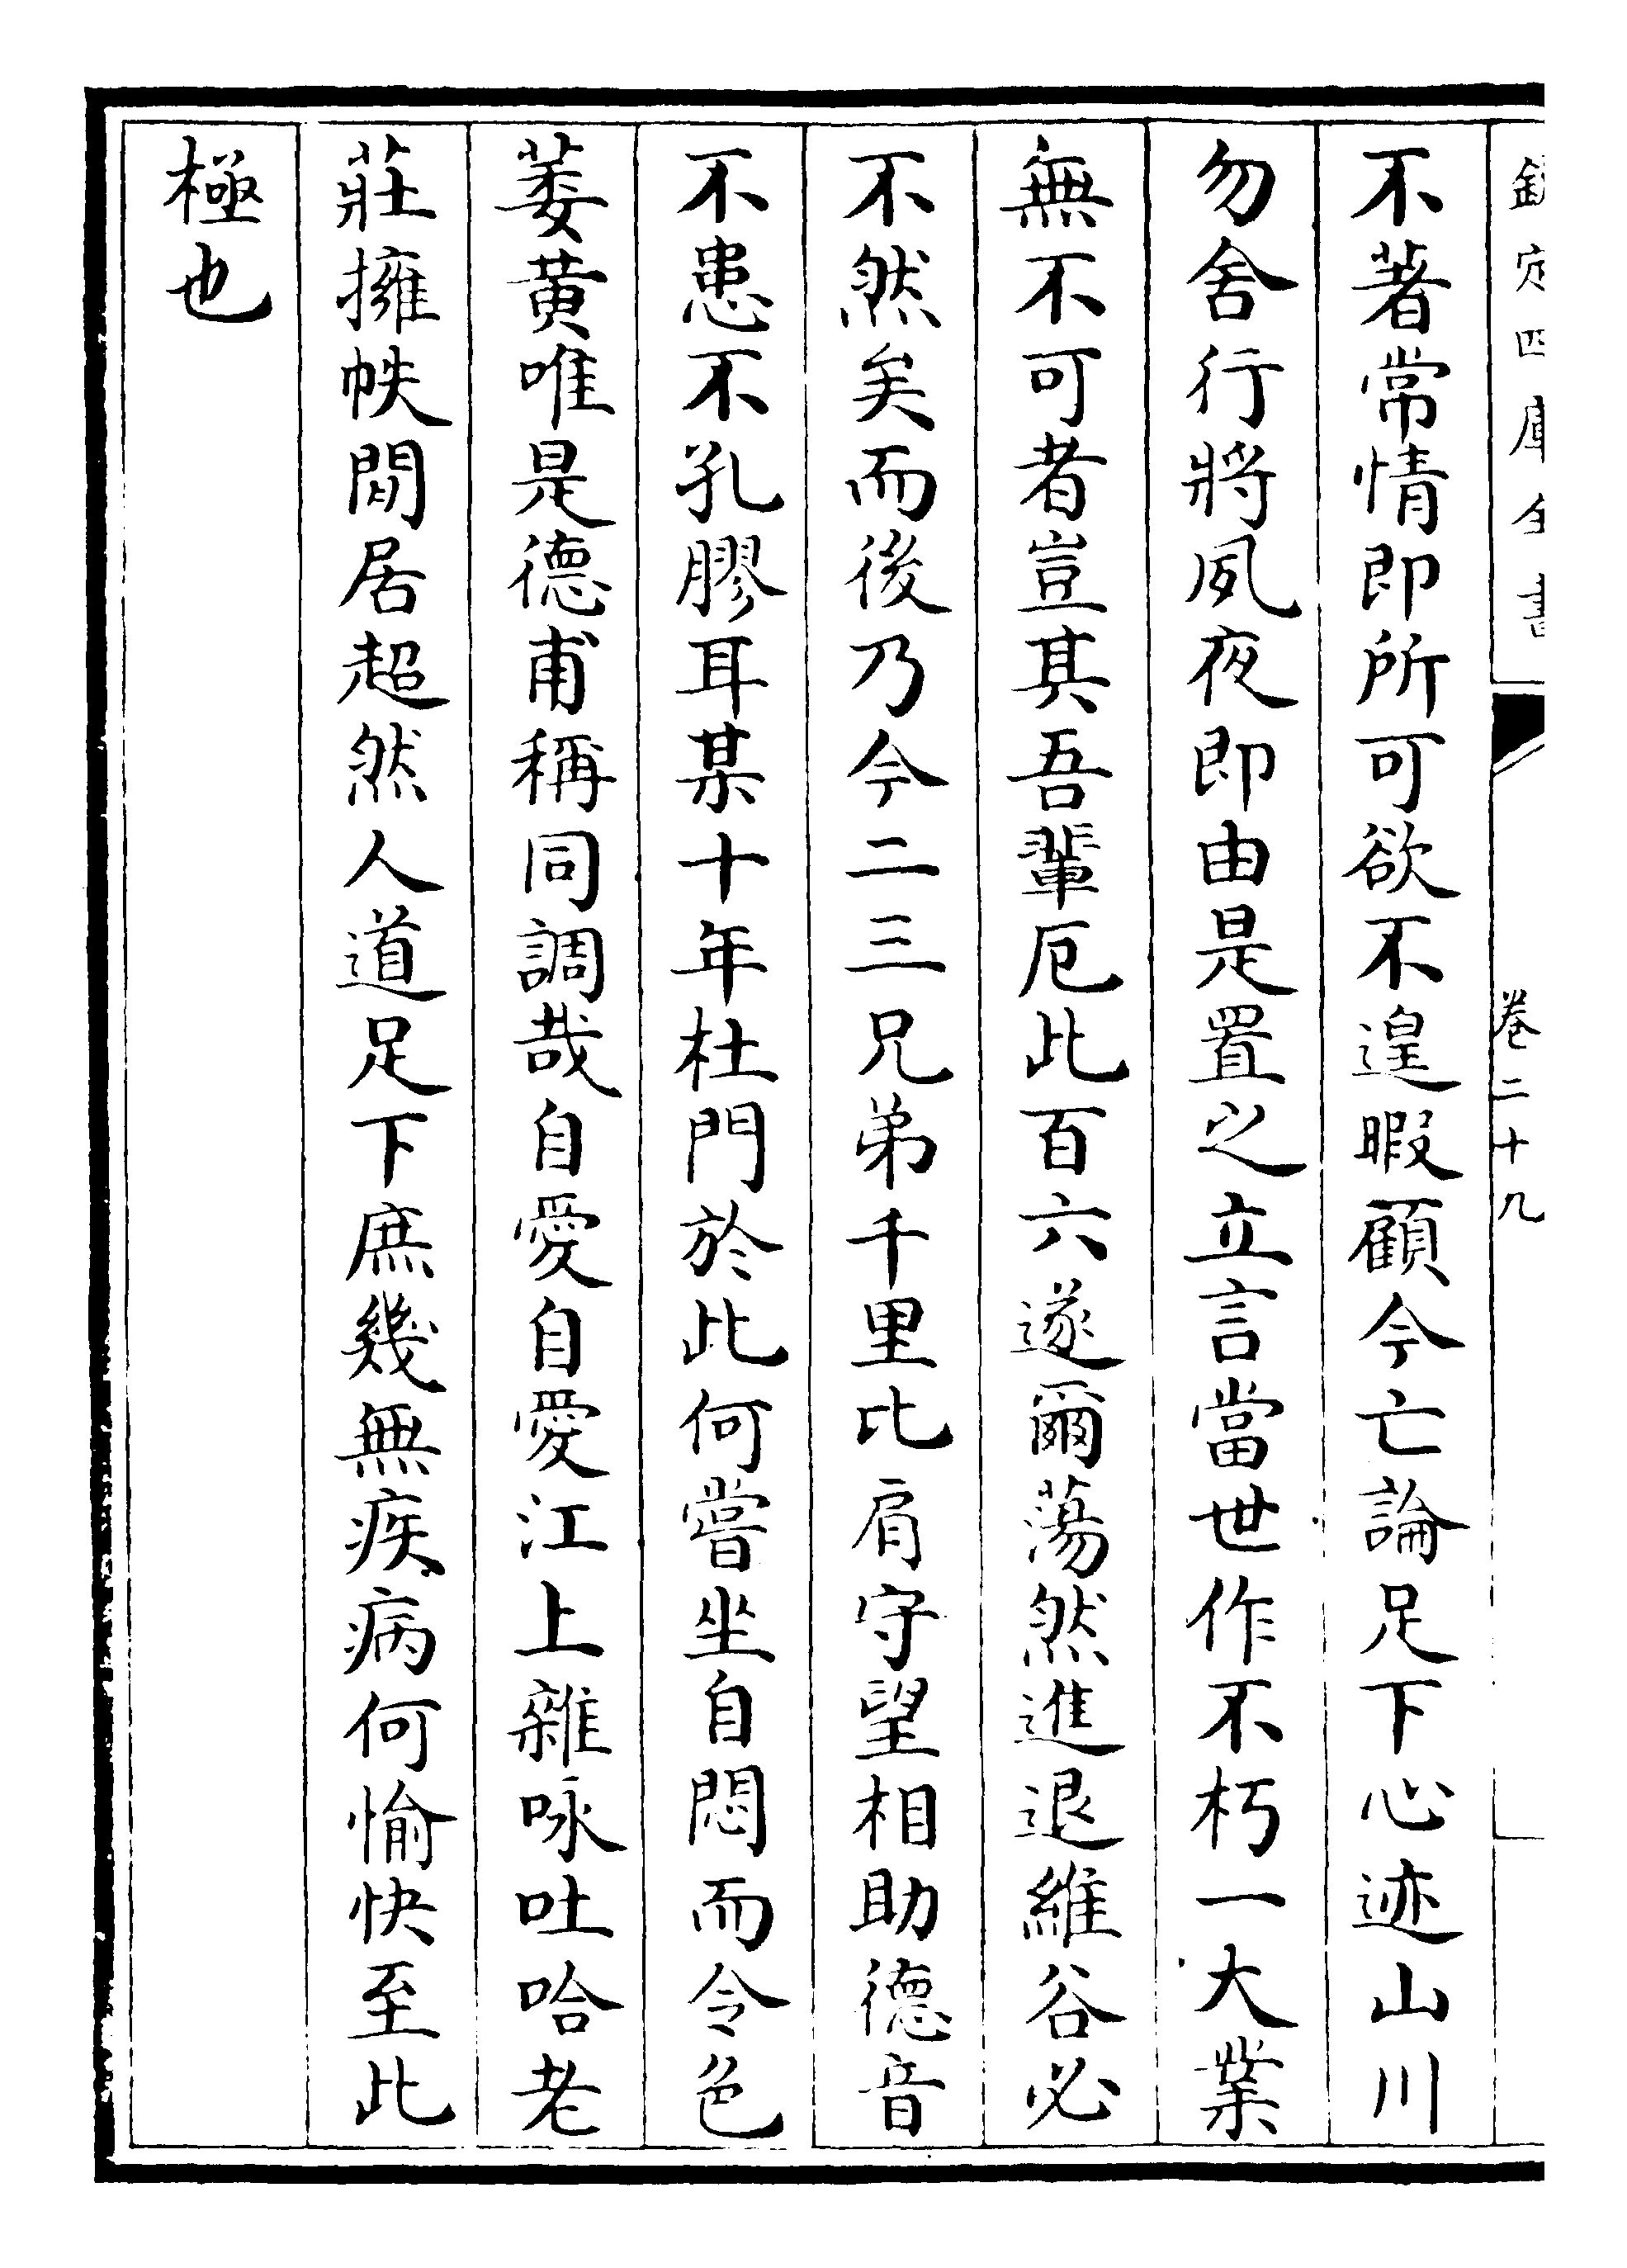 欽定四庫全書 卷二十九
不著常情即所可欲不遑暇顧今亡論足下心迹山川
勿舍行將夙夜即由是置之立言當世作不朽一大業
無不可者豈其吾輩厄此百六遂爾蕩然進退維谷必
不然矣而後乃今二三兄弟千里比肩守望相助德音
不患不孔膠耳某十年杜門於此何嘗坐自悶而令色
萎黄唯是德甫稱同調哉自愛自愛江上雜咏吐哈老
莊擁帙閒居超然人道足下庶幾無疾病何愉快至此
極也